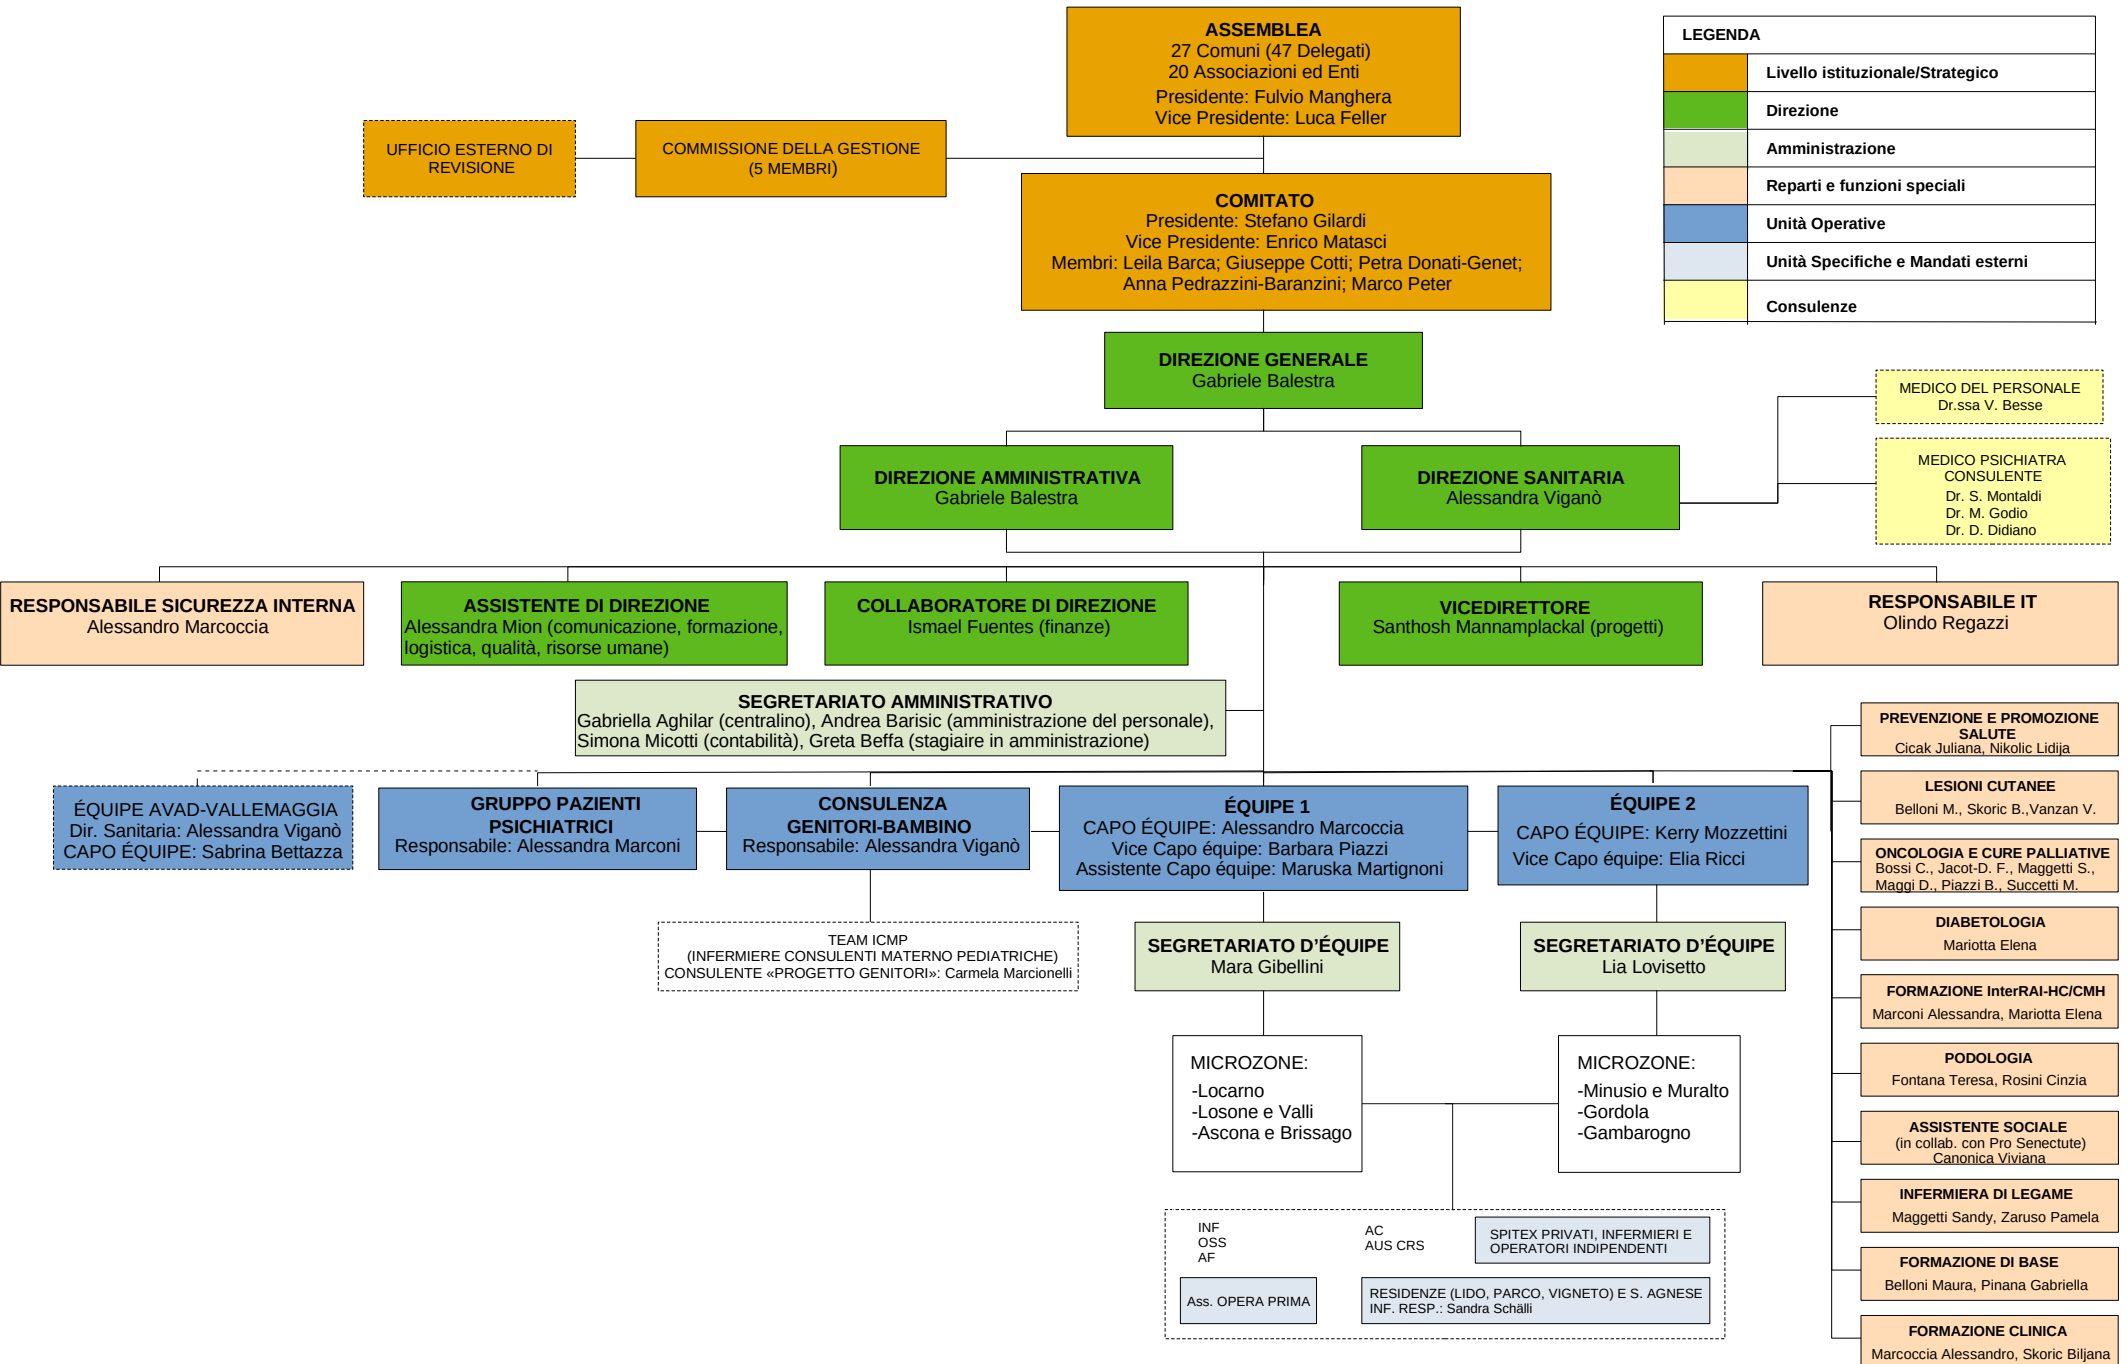 ASSEMBLEA
27 Comuni (47 Delegati)
20 Associazioni ed Enti
Presidente: Fulvio Manghera
Vice Presidente: Luca Feller
LEGENDA
Livello istituzionale/Strategico
Direzione
Amministrazione
Reparti e funzioni speciali
Unità Operative
Unità Specifiche e Mandati esterni
Consulenze
UFFICIO ESTERNO DI
REVISIONE
COMMISSIONE DELLA GESTIONE
(5 MEMBRI)
COMITATO
Presidente: Stefano Gilardi
Vice Presidente: Enrico Matasci
Membri: Leila Barca; Giuseppe Cotti; Petra Donati-Genet;
Anna Pedrazzini-Baranzini; Marco Peter
DIREZIONE GENERALE
Gabriele Balestra
MEDICO DEL PERSONALE
Dr.ssa V. Besse
DIREZIONE AMMINISTRATIVA
Gabriele Balestra
DIREZIONE SANITARIA
Alessandra Viganò
MEDICO PSICHIATRA
CONSULENTE
Dr. S. Montaldi
Dr. M. Godio
Dr. D. Didiano
RESPONSABILE SICUREZZA INTERNA
Alessandro Marcoccia
ASSISTENTE DI DIREZIONE
Alessandra Mion (comunicazione, formazione,
logistica, qualità, risorse umane)
COLLABORATORE DI DIREZIONE
Ismael Fuentes (finanze)
VICEDIRETTORE
Santhosh Mannamplackal (progetti)
RESPONSABILE IT
Olindo Regazzi
SEGRETARIATO AMMINISTRATIVO
Gabriella Aghilar (centralino), Andrea Barisic (amministrazione del personale),
Simona Micotti (contabilità), Greta Beffa (stagiaire in amministrazione)
ÉQUIPE AVAD-VALLEMAGGIA
Dir. Sanitaria: Alessandra Viganò
CAPO ÉQUIPE: Sabrina Bettazza
GRUPPO PAZIENTI
PSICHIATRICI
Responsabile: Alessandra Marconi
CONSULENZA
GENITORI-BAMBINO
Responsabile: Alessandra Viganò
ÉQUIPE 1
CAPO ÉQUIPE: Alessandro Marcoccia
Vice Capo équipe: Barbara Piazzi
Assistente Capo équipe: Maruska Martignoni
ÉQUIPE 2
CAPO ÉQUIPE: Kerry Mozzettini
Vice Capo équipe: Elia Ricci
TEAM ICMP
(INFERMIERE CONSULENTI MATERNO PEDIATRICHE)
CONSULENTE «PROGETTO GENITORI»: Carmela Marcionelli
SEGRETARIATO D'ÉQUIPE
Mara Gibellini
SEGRETARIATO D'ÉQUIPE
Lia Lovisetto
MICROZONE:
-Locarno
-Losone e Valli
-Ascona e Brissago
MICROZONE:
-Minusio e Muralto
-Gordola
-Gambarogno
INF
OSS
AF
AC
AUS CRS
SPITEX PRIVATI, INFERMIERI E
OPERATORI INDIPENDENTI
Ass. OPERA PRIMA
RESIDENZE (LIDO, PARCO, VIGNETO) E S. AGNESE
INF. RESP.: Sandra Schälli
PREVENZIONE E PROMOZIONE
SALUTE
Cicak Juliana, Nikolic Lidija
LESIONI CUTANEE
Belloni M., Skoric B.,Vanzan V.
ONCOLOGIA E CURE PALLIATIVE
Bossi C., Jacot-D. F., Maggetti S.,
Maggi D., Piazzi B., Succetti M.
DIABETOLOGIA
Mariotta Elena
FORMAZIONE InterRAI-HC/CMH
Marconi Alessandra, Mariotta Elena
PODOLOGIA
Fontana Teresa, Rosini Cinzia
ASSISTENTE SOCIALE
(in collab. con Pro Senectute)
Canonica Viviana
INFERMIERA DI LEGAME
Maggetti Sandy, Zaruso Pamela
FORMAZIONE DI BASE
Belloni Maura, Pinana Gabriella
FORMAZIONE CLINICA
Marcoccia Alessandro, Skoric Biljana